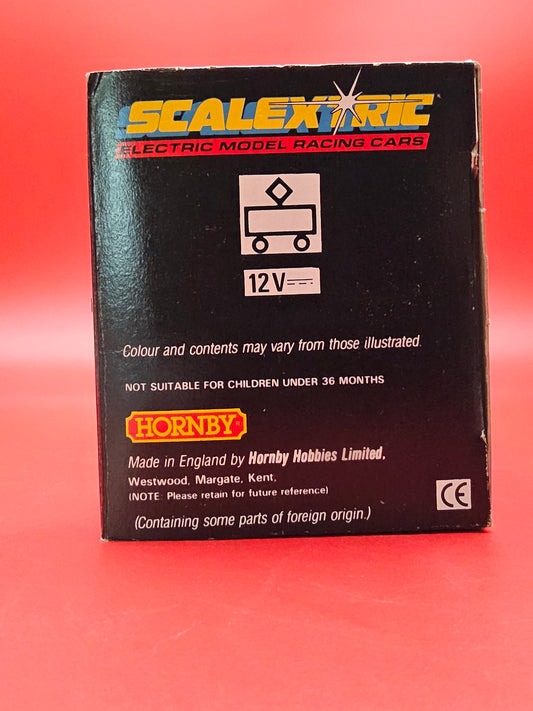 SCALEXTRIC
ELECTRIC MODEL RACING CARS
12V
Colour and contents may vary from those illustrated.
NOT SUITABLE FOR CHILDREN UNDER 36 MONTHS
HORNBY
Made in England by Hornby Hobbies Limited,
Westwood, Margate, Kent,
(NOTE: Please retain for future reference)
(Containing some parts of foreign origin.)
CE